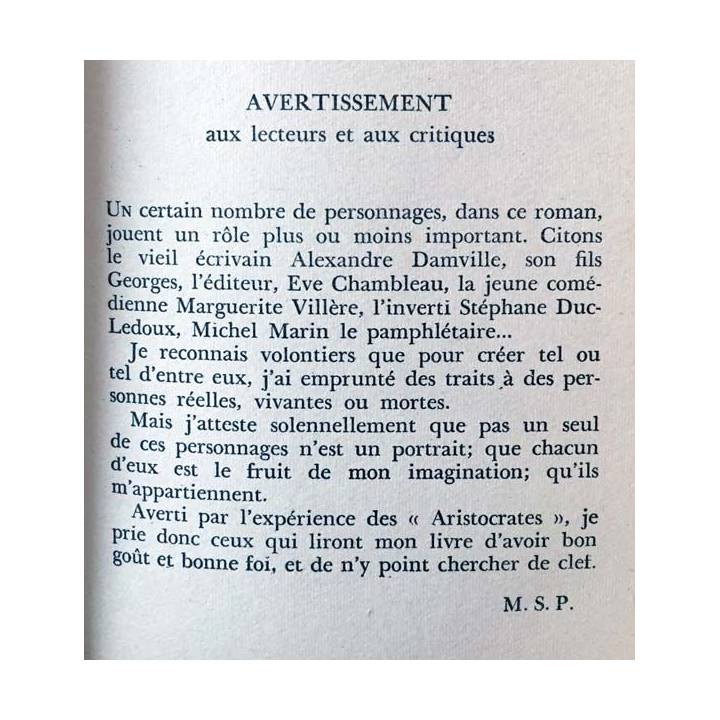 AVERTISSEMENT
aux lecteurs et aux critiques
UN certain nombre de personnages, dans ce roman,
jouent un rôle plus ou moins important. Citons
le vieil écrivain Alexandre Damville, son fils
Georges, l'éditeur, Eve Chambleau, la jeune comé-
dienne Marguerite Villère, l'inverti Stéphane Duc-
Ledoux, Michel Marin le pamphlétaire...
Je reconnais volontiers que pour créer tel ou
tel d'entre eux, j'ai emprunté des traits à des per-
sonnes réelles, vivantes ou mortes.
Mais j'atteste solennellement que pas un seul
de ces personnages n'est un portrait; que chacun
d'eux est le fruit de mon imagination; qu'ils
m'appartiennent.
Averti par l'expérience des « Aristocrates », je
prie donc ceux qui liront mon livre d'avoir bon
goût et bonne foi, et de n'y point chercher de clef.
M. S. P.